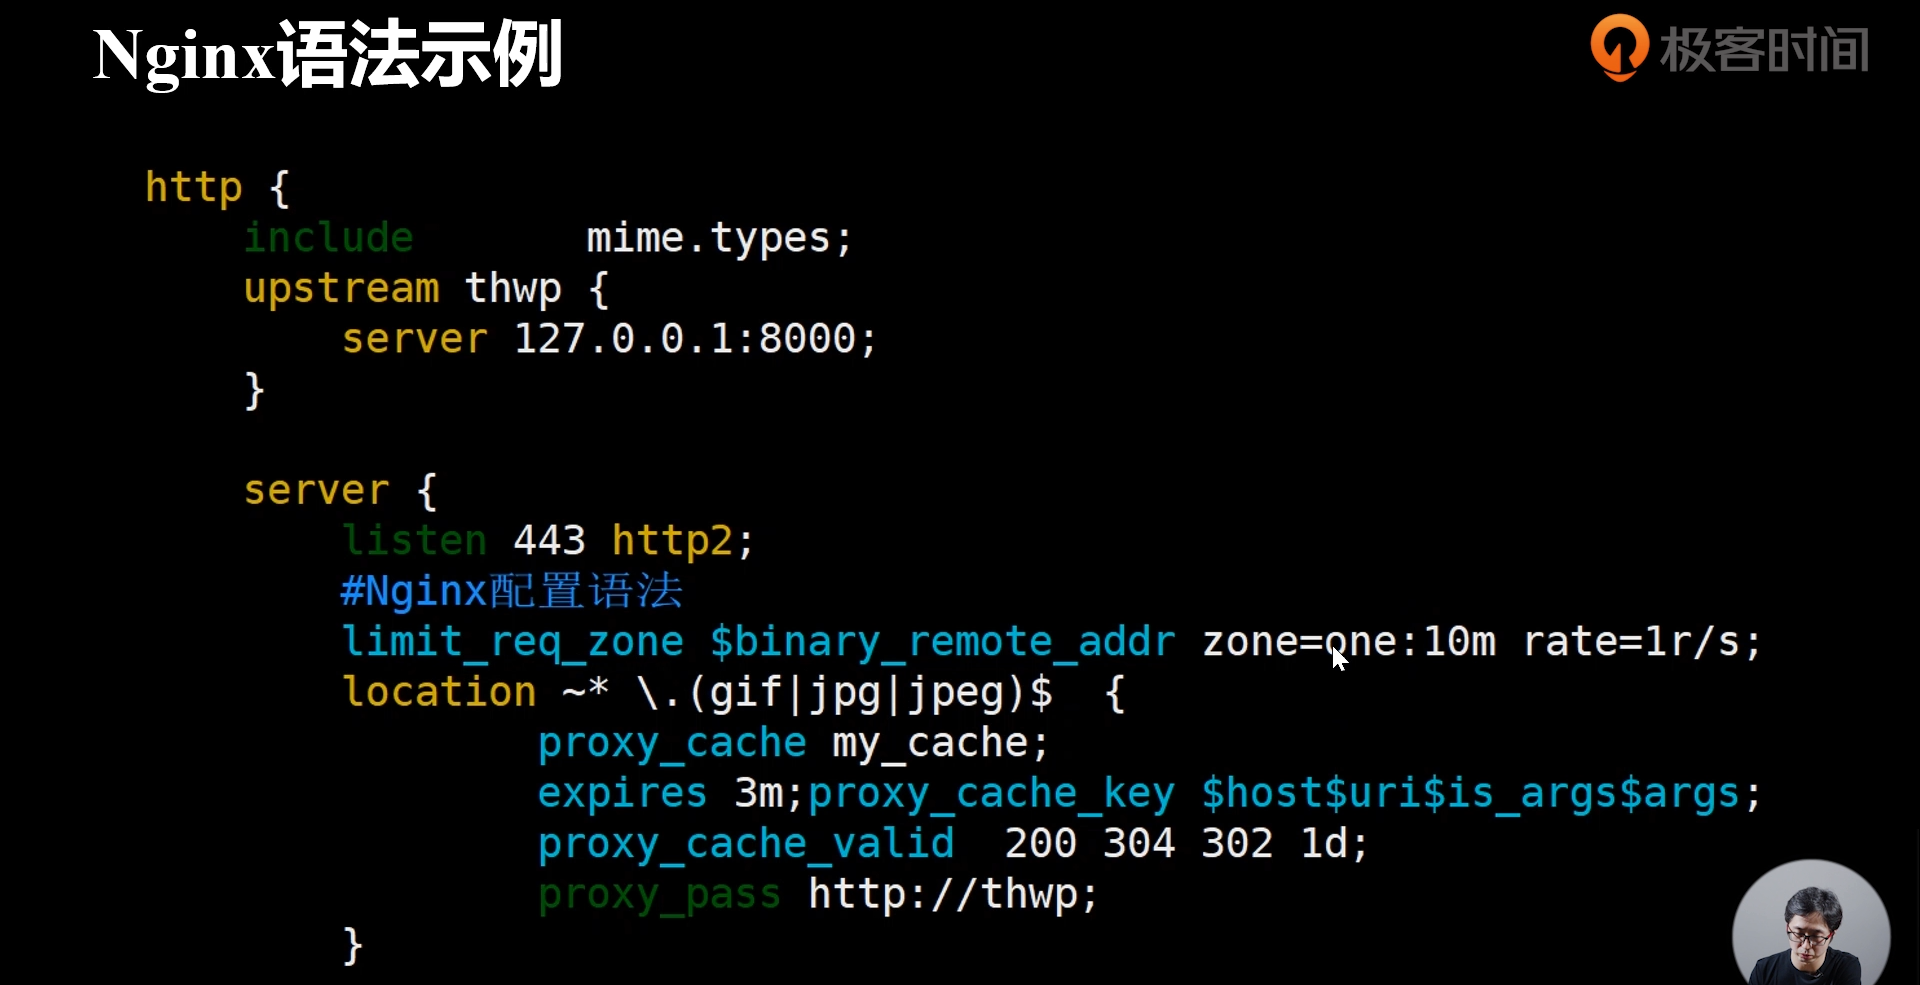 Nginx语法示例
极客时间
http {
include mime.types;
upstream thwp {
server 127.0.0.1:8000;
}
server {
listen 443 http2;
#Nginx配置语法
limit_req_zone $binary_remote_addr zone=one:10m rate=1r/s;
location ~* \.(gif|jpg|jpeg)$ {
proxy_cache my_cache;
expires 3m;proxy_cache_key $host$uri$is_args$args;
proxy_cache_valid 200 304 302 1d;
proxy_pass http://thwp;
}